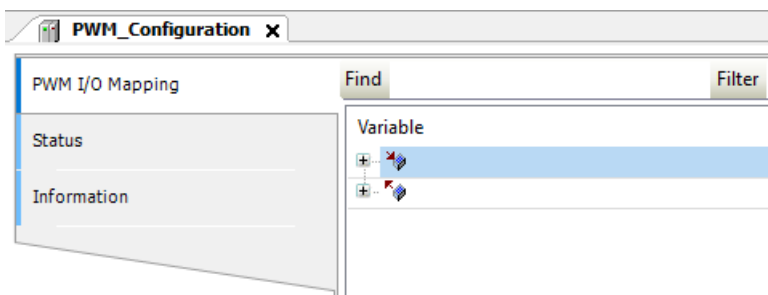 PWM_Configuration
PWM I/O Mapping
Status
Information
Find
Filter
Variable